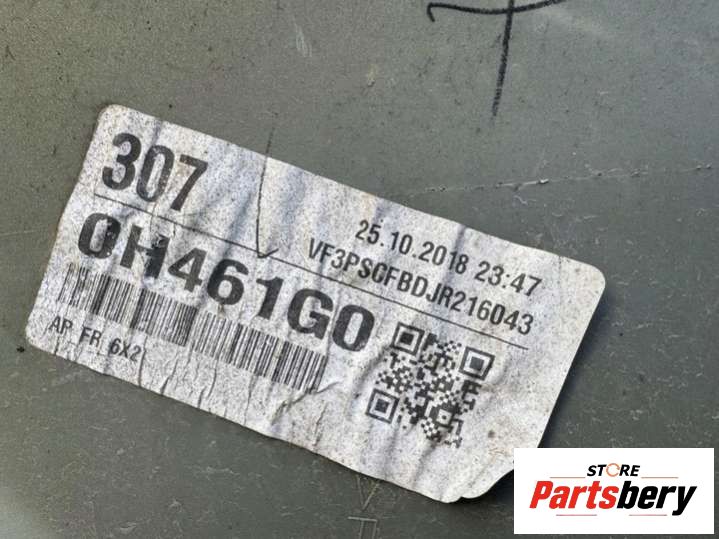 307
25.10.2018 23:47
VF3PSCFBDJR216043
0H461G0
AP FR 6X2
STORE
Partsbery